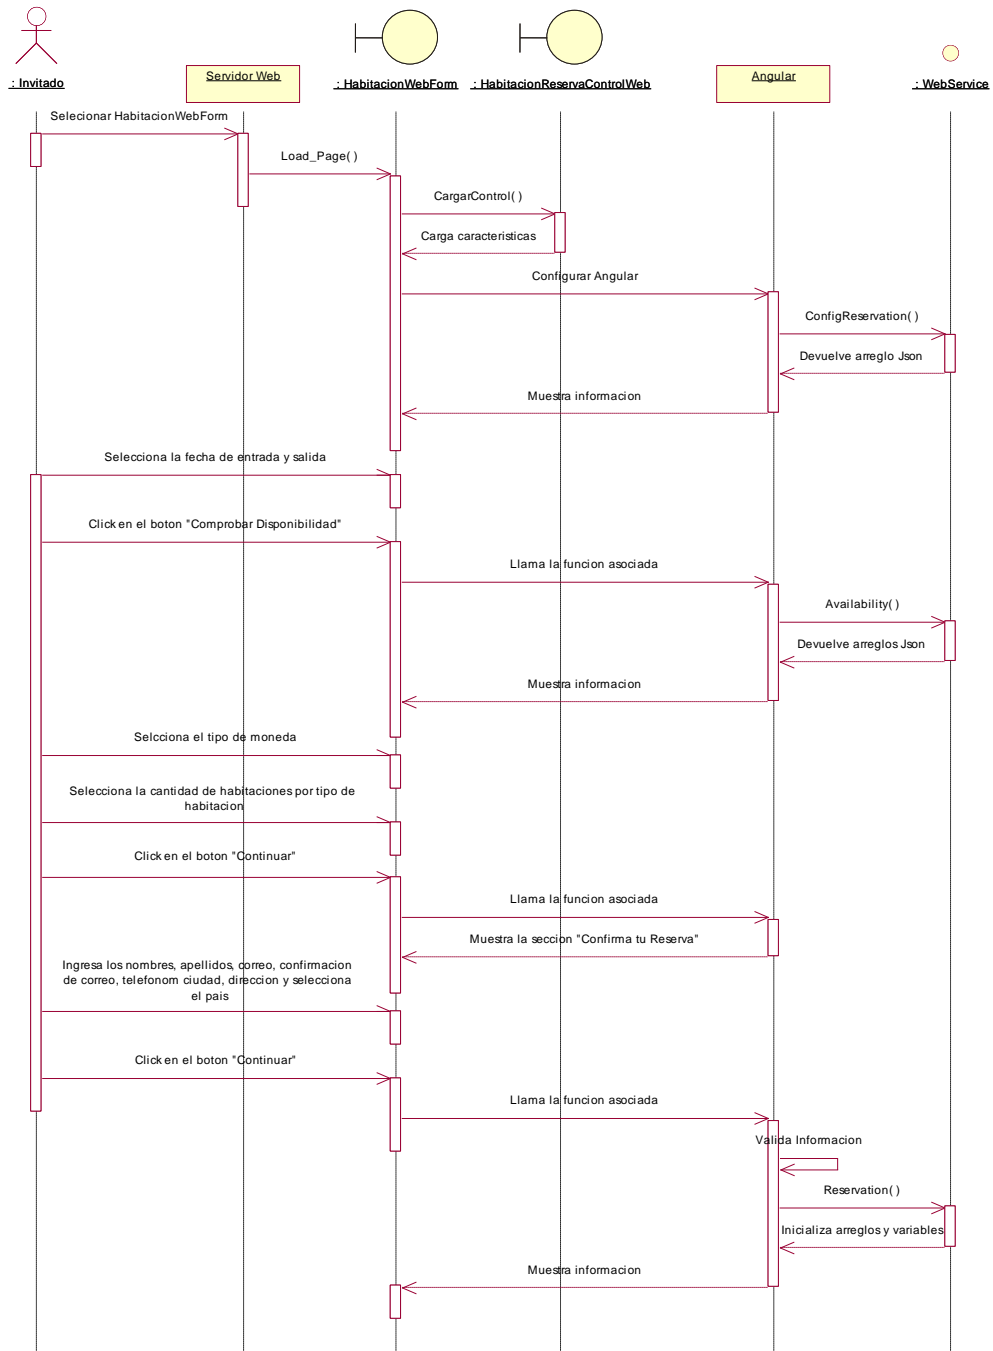 : Invitado
Servidor Web
: HabitacionWebForm
: HabitacionReservaControlWeb
Angular
: WebService
Selecionar HabitacionWebForm
Load_Page( )
CargarControl( )
Carga caracteristicas
Configurar Angular
ConfigReservation( )
Devuelve arreglo Json
Muestra informacion
Selecciona la fecha de entrada y salida
Click en el boton "Comprobar Disponibilidad"
Llama la funcion asociada
Availability( )
Devuelve arreglos Json
Muestra informacion
Selcciona el tipo de moneda
Selecciona la cantidad de habitaciones por tipo de
habitacion
Click en el boton "Continuar"
Llama la funcion asociada
Muestra la seccion "Confirma tu Reserva"
Ingresa los nombres, apellidos, correo, confirmacion
de correo, telefonom ciudad, direccion y selecciona
el pais
Click en el boton "Continuar"
Llama la funcion asociada
Valida Informacion
Reservation( )
Inicializa arreglos y variables
Muestra informacion